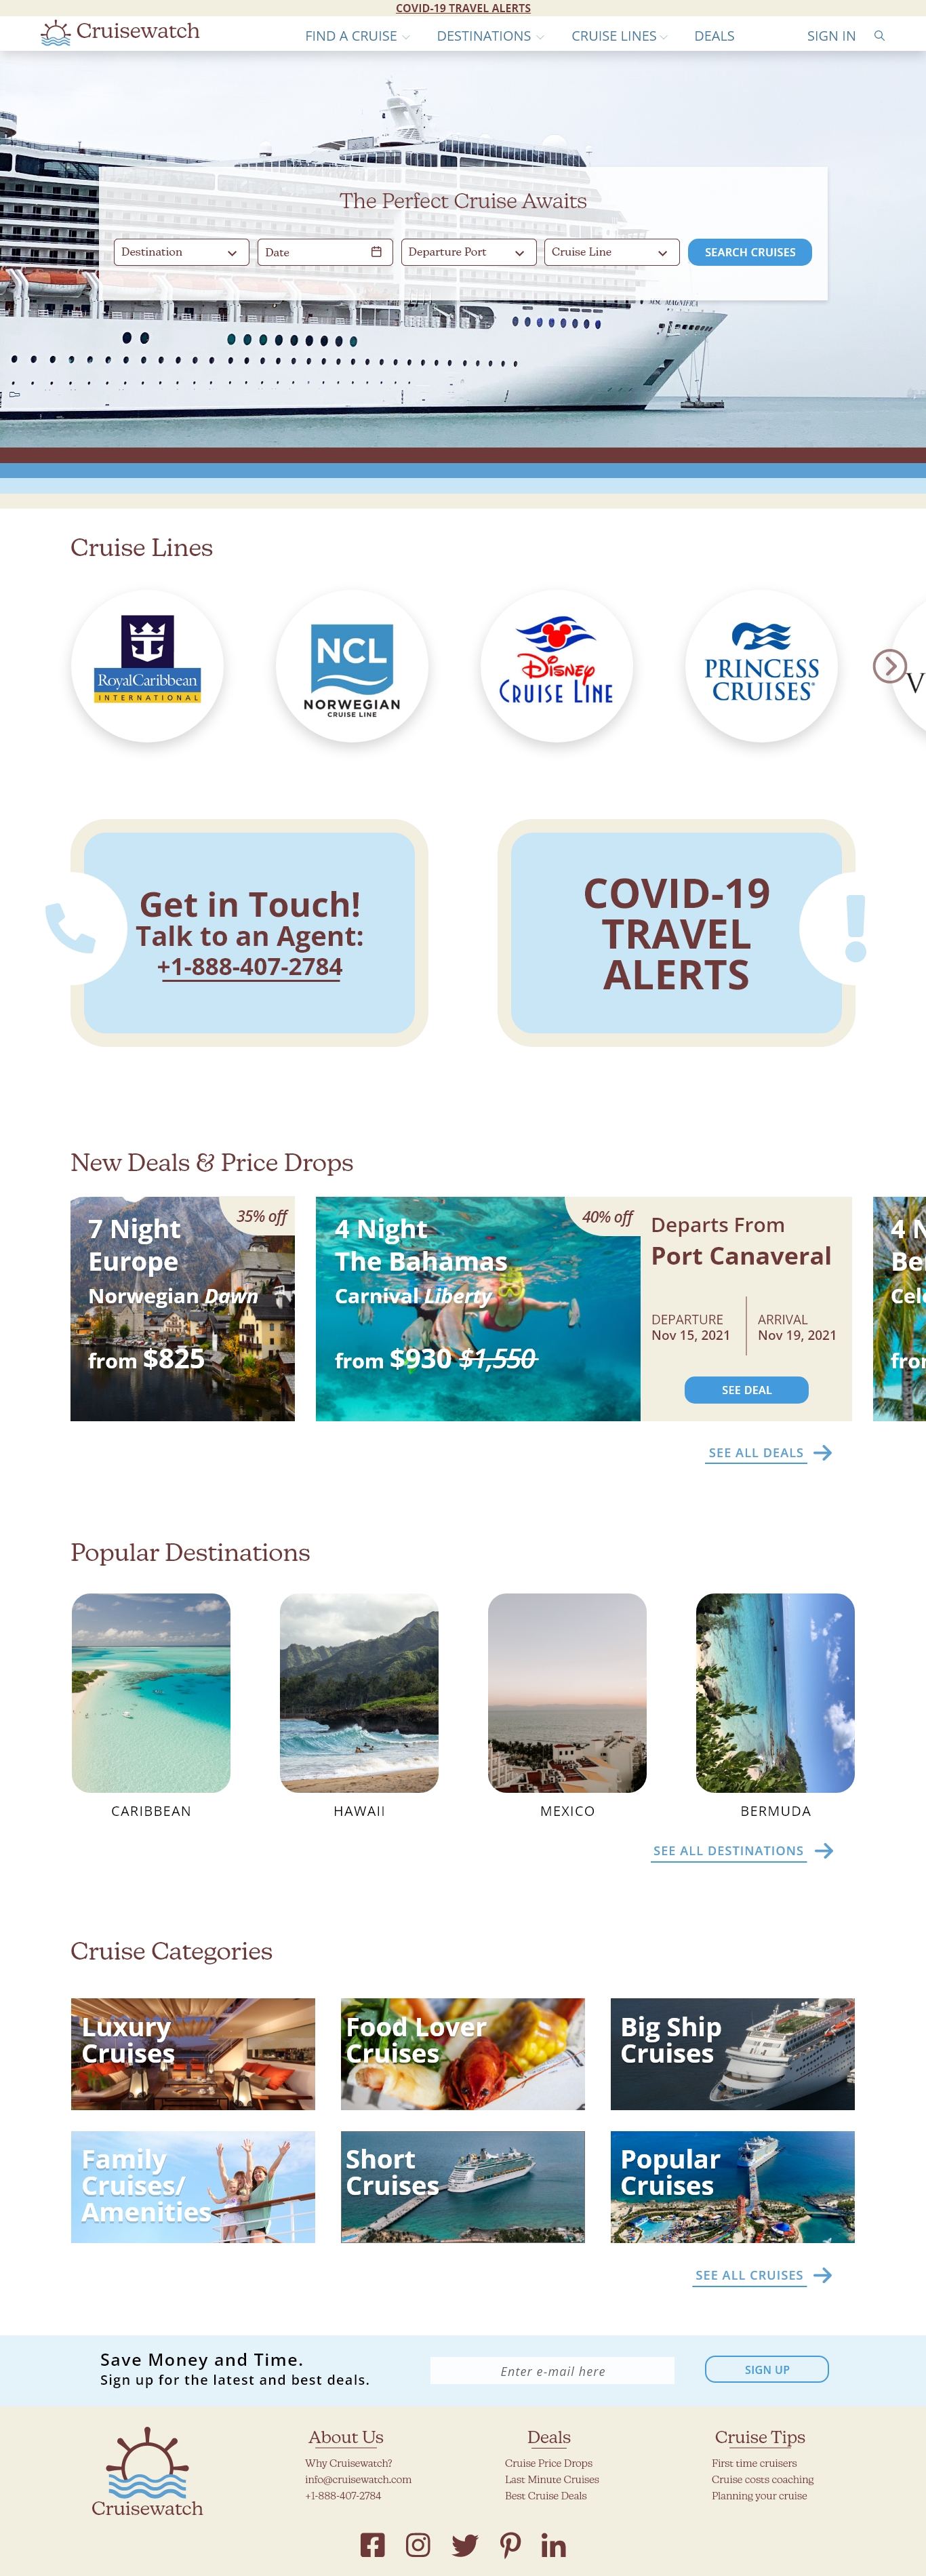 COVID-19 TRAVEL ALERTS
Cruisewatch
FIND A CRUISE
DESTINATIONS
CRUISE LINES
DEALS
SIGN IN
The Perfect Cruise Awaits
Destination
Date
Departure Port
Cruise Line
SEARCH CRUISES
MSC MAGNIFICA
Cruise Lines
RoyalCaribbean
INTERNATIONAL
NCL
NORWEGIAN
CRUISE LINE
Disney
CRUISE LINE
PRINCESS
CRUISES®
V
Get in Touch!
Talk to an Agent:
+1-888-407-2784
COVID-19
TRAVEL
ALERTS
New Deals & Price Drops
35% off
7 Night
Europe
Norwegian Dawn
from $825
40% off
4 Night
The Bahamas
Carnival Liberty
from $930 $1,550
Departs From
Port Canaveral
DEPARTURE
Nov 15, 2021
ARRIVAL
Nov 19, 2021
SEE DEAL
4 N
Be
Cel
fro
SEE ALL DEALS
Popular Destinations
CARIBBEAN
HAWAII
MEXICO
BERMUDA
SEE ALL DESTINATIONS
Cruise Categories
Luxury
Cruises
Food Lover
Cruises
Big Ship
Cruises
Family
Cruises/
Amenities
Short
Cruises
Popular
Cruises
SEE ALL CRUISES
Save Money and Time.
Sign up for the latest and best deals.
Enter e-mail here
SIGN UP
Cruisewatch
About Us
Why Cruisewatch?
info@cruisewatch.com
+1-888-407-2784
Deals
Cruise Price Drops
Last Minute Cruises
Best Cruise Deals
Cruise Tips
First time cruisers
Cruise costs coaching
Planning your cruise